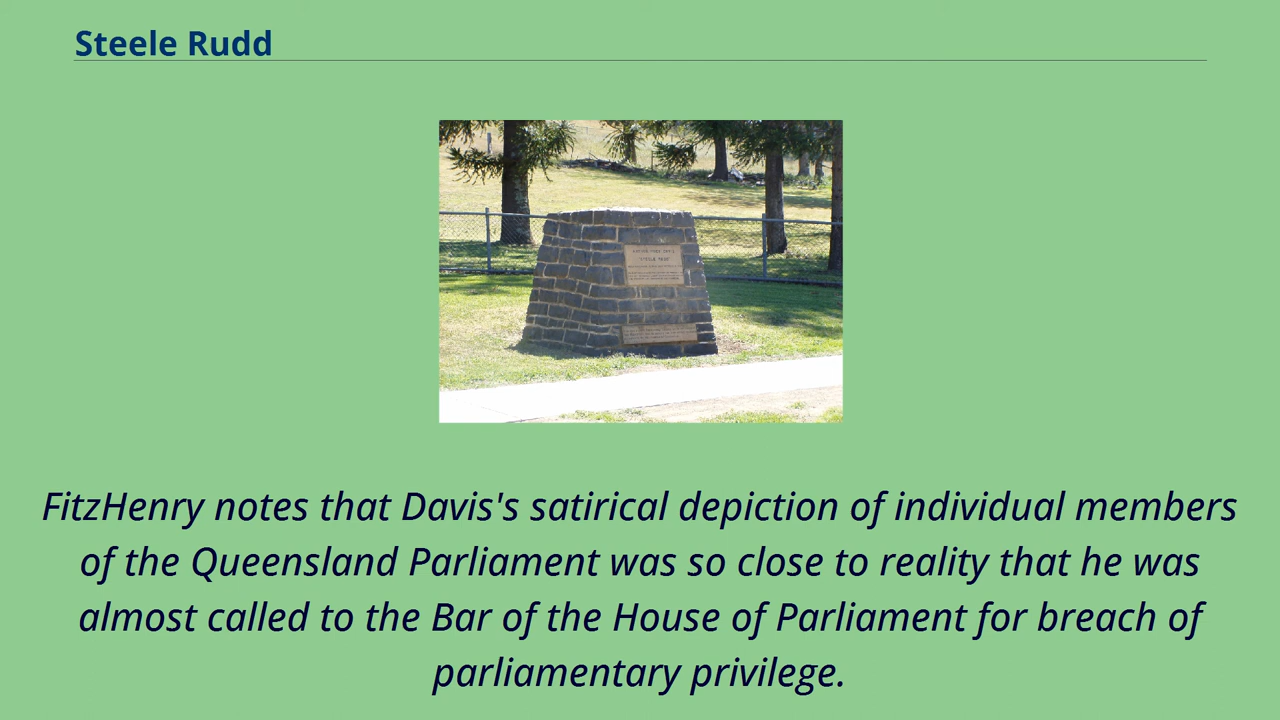 Steele Rudd
FitzHenry notes that Davis's satirical depiction of individual members
of the Queensland Parliament was so close to reality that he was
almost called to the Bar of the House of Parliament for breach of
parliamentary privilege.